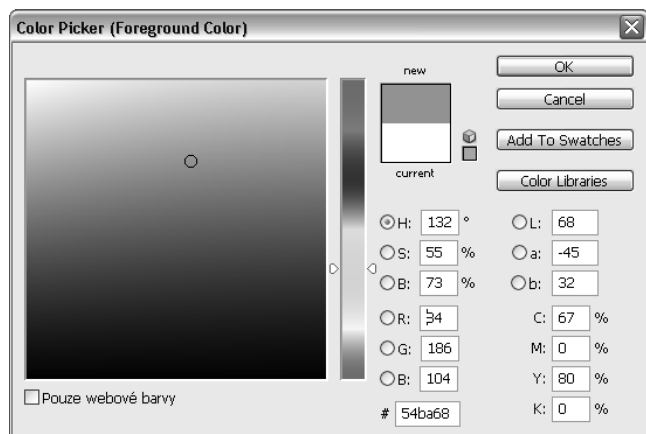 Color Picker (Foreground Color)
new
current
OK
Cancel
Add To Swatches
Color Libraries
H: 132 °
S: 55 %
B: 73 %
R: 84
G: 186
B: 104
# 54ba68
L: 68
a: -45
b: 32
C: 67 %
M: 0 %
Y: 80 %
K: 0 %
Pouze webové barvy